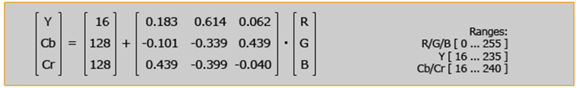 Y 16 0.183 0.614 0.062 R
Cb = 128 + -0.101 -0.339 0.439 · G
Cr 128 0.439 -0.399 -0.040 B
Ranges:
R/G/B [ 0 ... 255 ]
Y [ 16 ... 235 ]
Cb/Cr [ 16 ... 240 ]